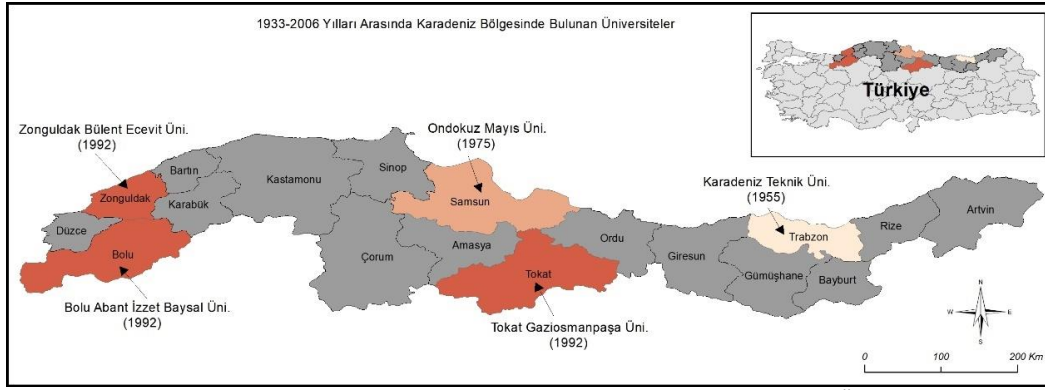 1933-2006 Yılları Arasında Karadeniz Bölgesinde Bulunan Üniversiteler
Türkiye
Zonguldak Bülent Ecevit Üni.
(1992)
Ondokuz Mayıs Üni.
(1975)
Karadeniz Teknik Üni.
(1955)
Bartın
Zonguldak
Karabük
Kastamonu
Sinop
Samsun
Düzce
Bolu
Çorum
Amasya
Tokat
Ordu
Giresun
Trabzon
Gümüşhane
Bayburt
Rize
Artvin
Bolu Abant İzzet Baysal Üni.
(1992)
Tokat Gaziosmanpaşa Üni.
(1992)
N
W
E
S
0 100 200 Km